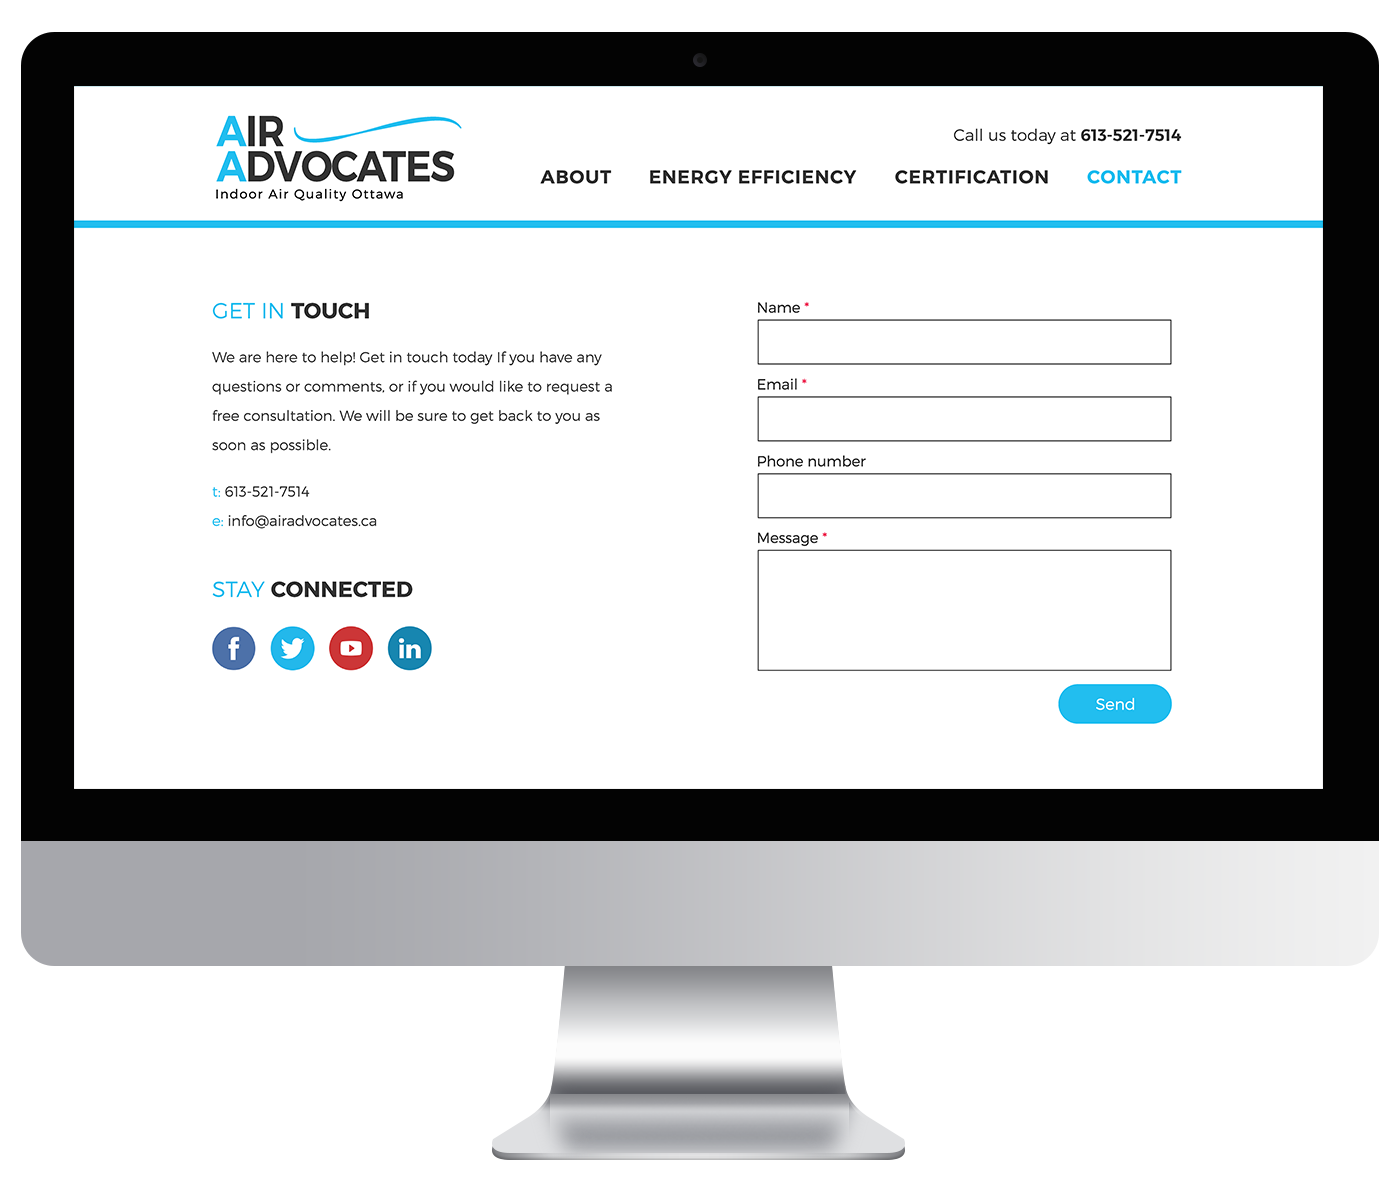 AIR
ADVOCATES
Indoor Air Quality Ottawa
Call us today at 613-521-7514
ABOUT ENERGY EFFICIENCY CERTIFICATION CONTACT
GET IN TOUCH
We are here to help! Get in touch today If you have any
questions or comments, or if you would like to request a
free consultation. We will be sure to get back to you as
soon as possible.
t: 613-521-7514
e: info@airadvocates.ca
STAY CONNECTED
f
in
Name *
Email *
Phone number
Message *
Send